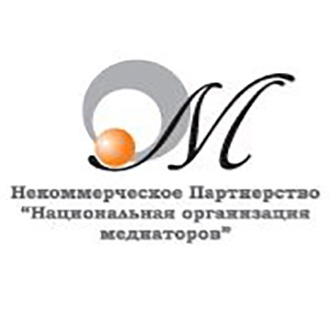 М
Некоммерческое Партнерство
“Национальная организация
медиаторов”